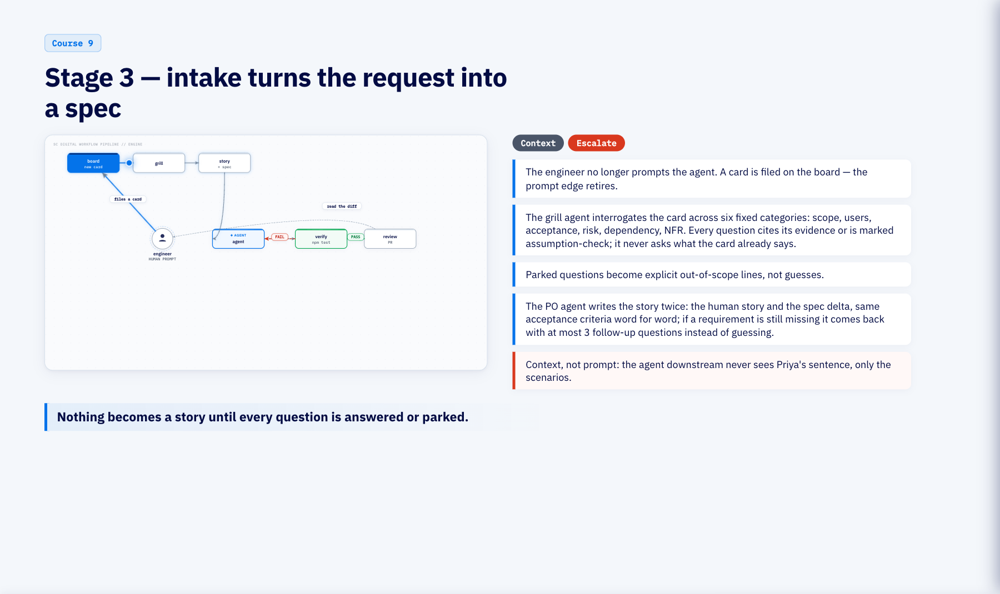 Course 9
Stage 3 — intake turns the request into
a spec
SC DIGITAL WORKFLOW PIPELINE // ENGINE
board
new card
grill
story
+ spec
files a card
read the diff
engineer
HUMAN PROMPT
◆ AGENT
agent
FAIL
verify
npm test
PASS
review
PR
Context
Escalate
The engineer no longer prompts the agent. A card is filed on the board — the
prompt edge retires.
The grill agent interrogates the card across six fixed categories: scope, users,
acceptance, risk, dependency, NFR. Every question cites its evidence or is marked
assumption-check; it never asks what the card already says.
Parked questions become explicit out-of-scope lines, not guesses.
The PO agent writes the story twice: the human story and the spec delta, same
acceptance criteria word for word; if a requirement is still missing it comes back
with at most 3 follow-up questions instead of guessing.
Context, not prompt: the agent downstream never sees Priya's sentence, only the
scenarios.
Nothing becomes a story until every question is answered or parked.